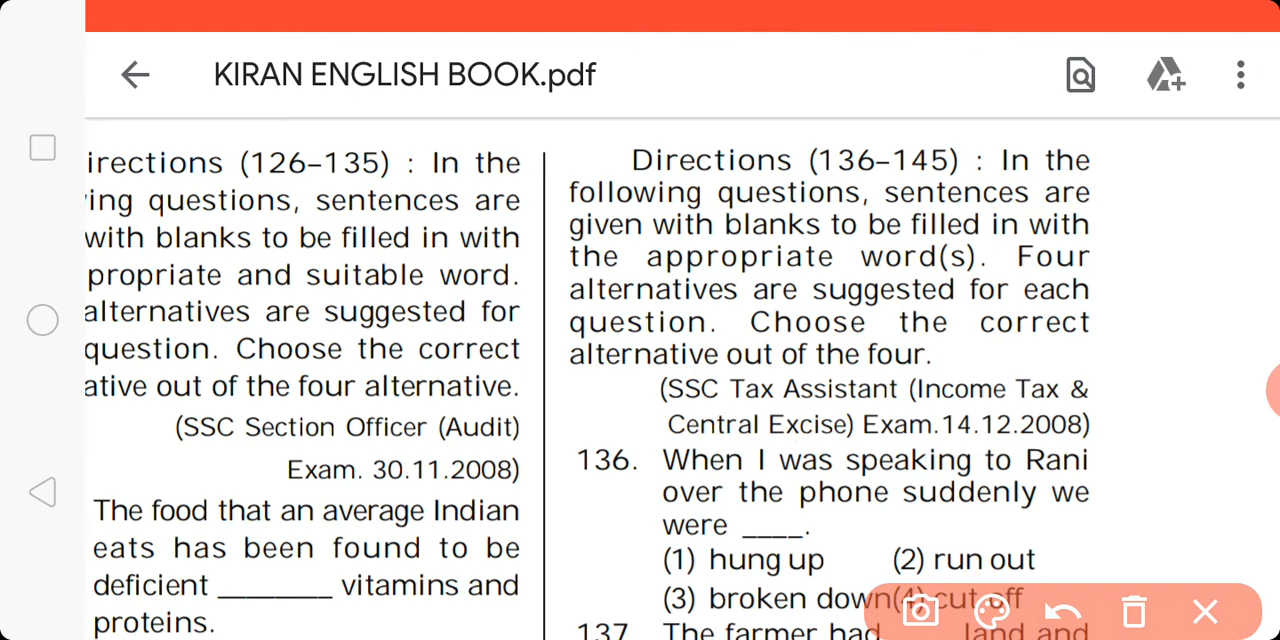 KIRAN ENGLISH BOOK.pdf
irections (126–135) : In the
ing questions, sentences are
with blanks to be filled in with
propriate and suitable word.
alternatives are suggested for
question. Choose the correct
ative out of the four alternative.
(SSC Section Officer (Audit)
Exam. 30.11.2008)
The food that an average Indian
eats has been found to be
deficient ________ vitamins and
proteins.
Directions (136–145) : In the
following questions, sentences are
given with blanks to be filled in with
the appropriate word(s). Four
alternatives are suggested for each
question. Choose the correct
alternative out of the four.
(SSC Tax Assistant (Income Tax &
Central Excise) Exam.14.12.2008)
136. When I was speaking to Rani
over the phone suddenly we
were ____.
(1) hung up (2) run out
(3) broken down(4) cut off
137 The farmer had land and